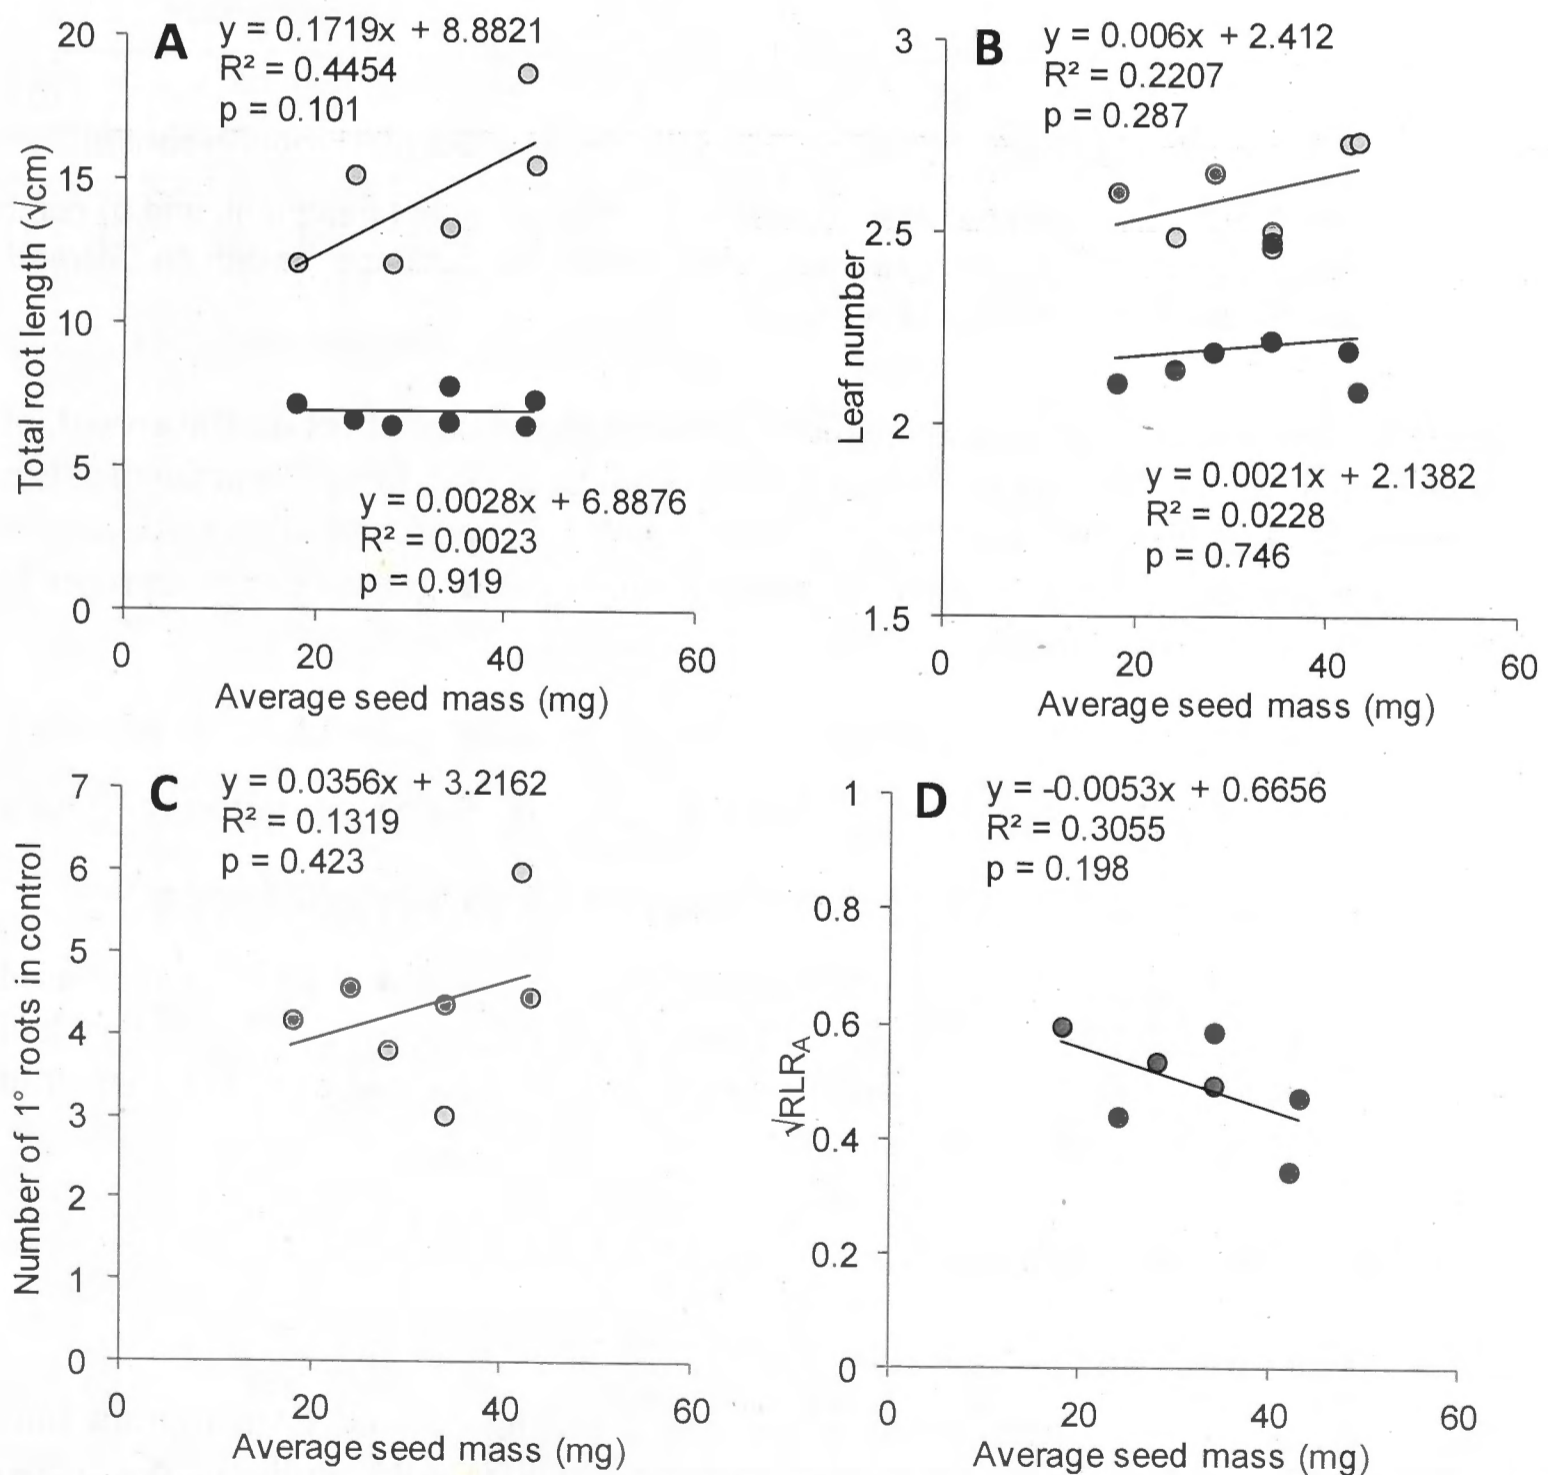 A
y = 0.1719x + 8.8821
R² = 0.4454
p = 0.101
20
15
10
5
0
Total root length (√cm)
y = 0.0028x + 6.8876
R² = 0.0023
p = 0.919
0 20 40 60
Average seed mass (mg)
B
y = 0.006x + 2.412
R² = 0.2207
p = 0.287
3
2.5
2
1.5
Leaf number
y = 0.0021x + 2.1382
R² = 0.0228
p = 0.746
0 20 40 60
Average seed mass (mg)
C
y = 0.0356x + 3.2162
R² = 0.1319
p = 0.423
7
6
5
4
3
2
1
0
Number of 1° roots in control
0 20 40 60
Average seed mass (mg)
D
y = -0.0053x + 0.6656
R² = 0.3055
p = 0.198
1
0.8
0.6
0.4
0.2
0
√RLR_A
0 20 40 60
Average seed mass (mg)